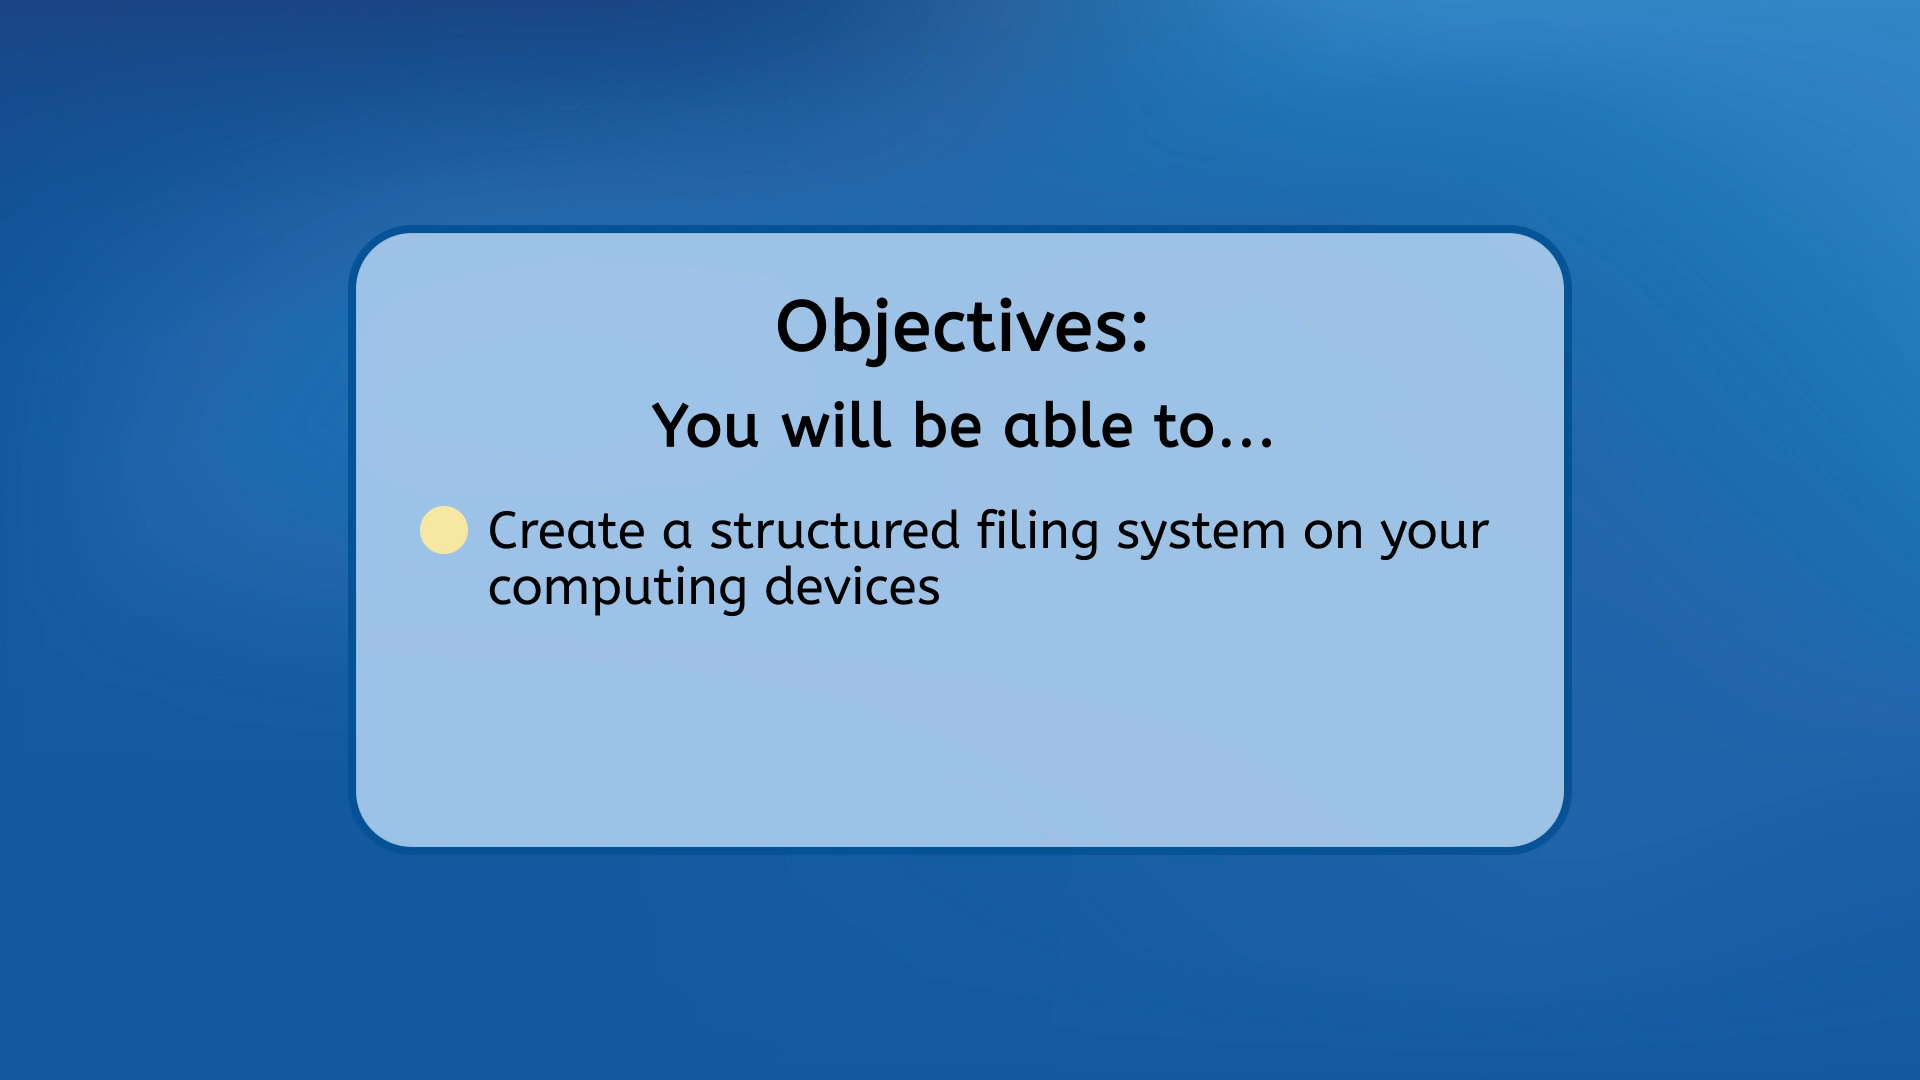 Objectives:
You will be able to...
Create a structured filing system on your
computing devices